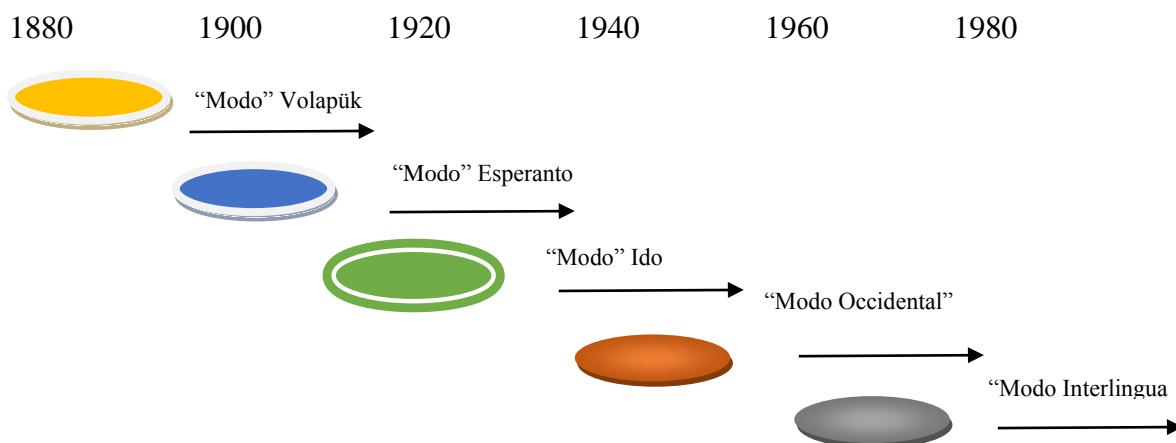 1880 1900 1920 1940 1960 1980
“Modo” Volapük
“Modo” Esperanto
“Modo” Ido
“Modo Occidental”
“Modo Interlingua